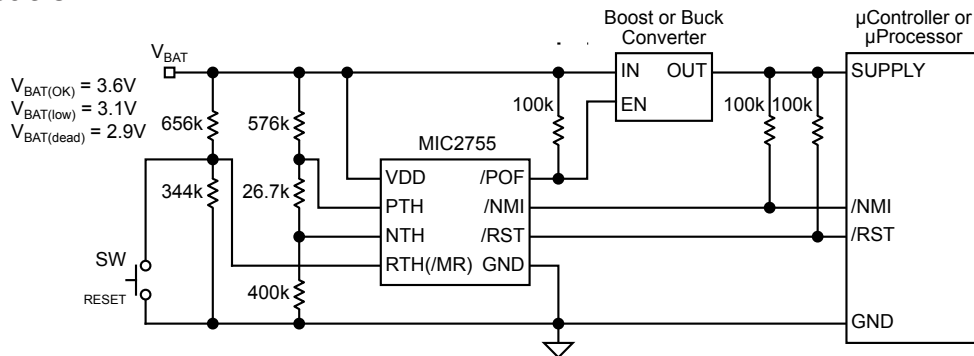 Boost or Buck
Converter
µController or
µProcessor
V_BAT
IN OUT
EN
SUPPLY
V_BAT(OK) = 3.6V
V_BAT(low) = 3.1V
V_BAT(dead) = 2.9V
656k
576k
100k
100k
100k
MIC2755
VDD
/POF
344k
26.7k
PTH
/NMI
/NMI
NTH
/RST
/RST
SW
RESET
RTH(/MR)
GND
400k
GND